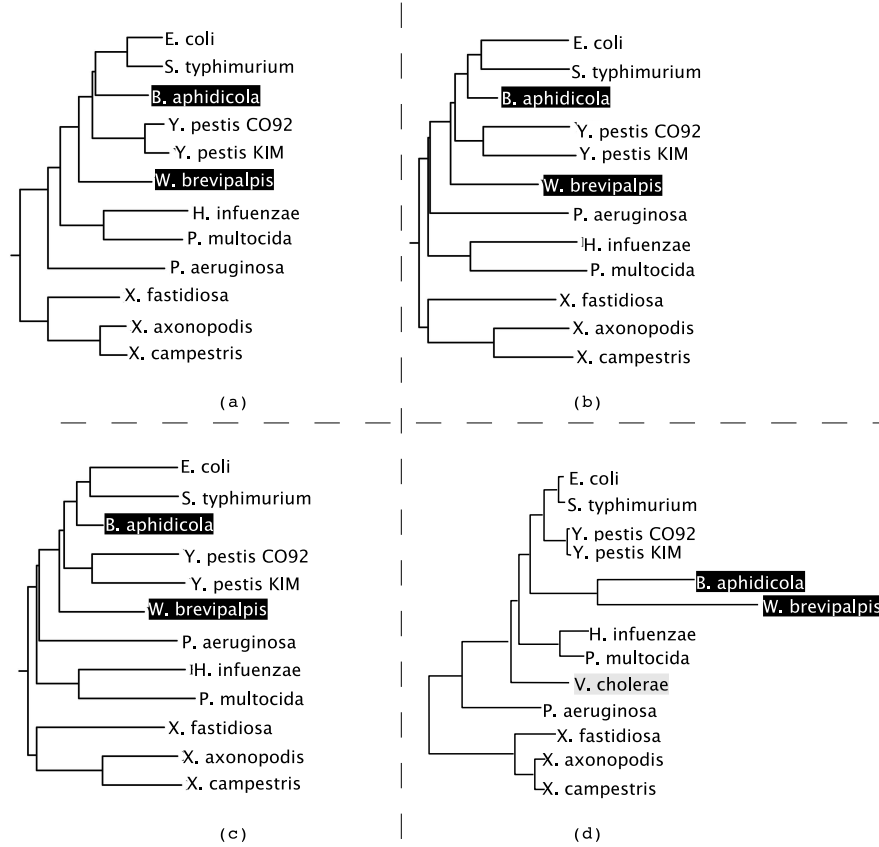 E. coli
S. typhimurium
B. aphidicola
Y. pestis CO92
Y. pestis KIM
W. brevipalpis
H. infuenzae
P. multocida
P. aeruginosa
X. fastidiosa
X. axonopodis
X. campestris
(a)
E. coli
S. typhimurium
B. aphidicola
Y. pestis CO92
Y. pestis KIM
W. brevipalpis
P. aeruginosa
H. infuenzae
P. multocida
X. fastidiosa
X. axonopodis
X. campestris
(b)
E. coli
S. typhimurium
B. aphidicola
Y. pestis CO92
Y. pestis KIM
W. brevipalpis
P. aeruginosa
H. infuenzae
P. multocida
X. fastidiosa
X. axonopodis
X. campestris
(c)
E. coli
S. typhimurium
Y. pestis CO92
Y. pestis KIM
B. aphidicola
W. brevipalpis
H. infuenzae
P. multocida
V. cholerae
P. aeruginosa
X. fastidiosa
X. axonopodis
X. campestris
(d)